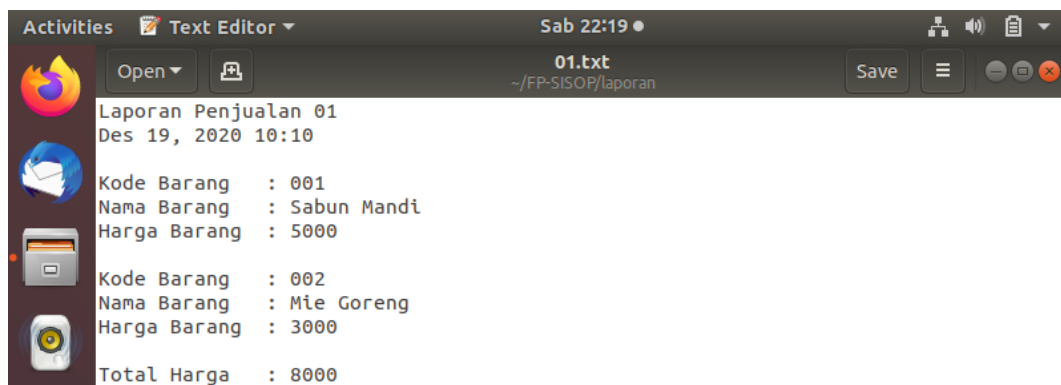 Activities Text Editor Sab 22:19
Open 01.txt Save
~/FP-SISOP/laporan
Laporan Penjualan 01
Des 19, 2020 10:10
Kode Barang : 001
Nama Barang : Sabun Mandi
Harga Barang : 5000
Kode Barang : 002
Nama Barang : Mie Goreng
Harga Barang : 3000
Total Harga : 8000